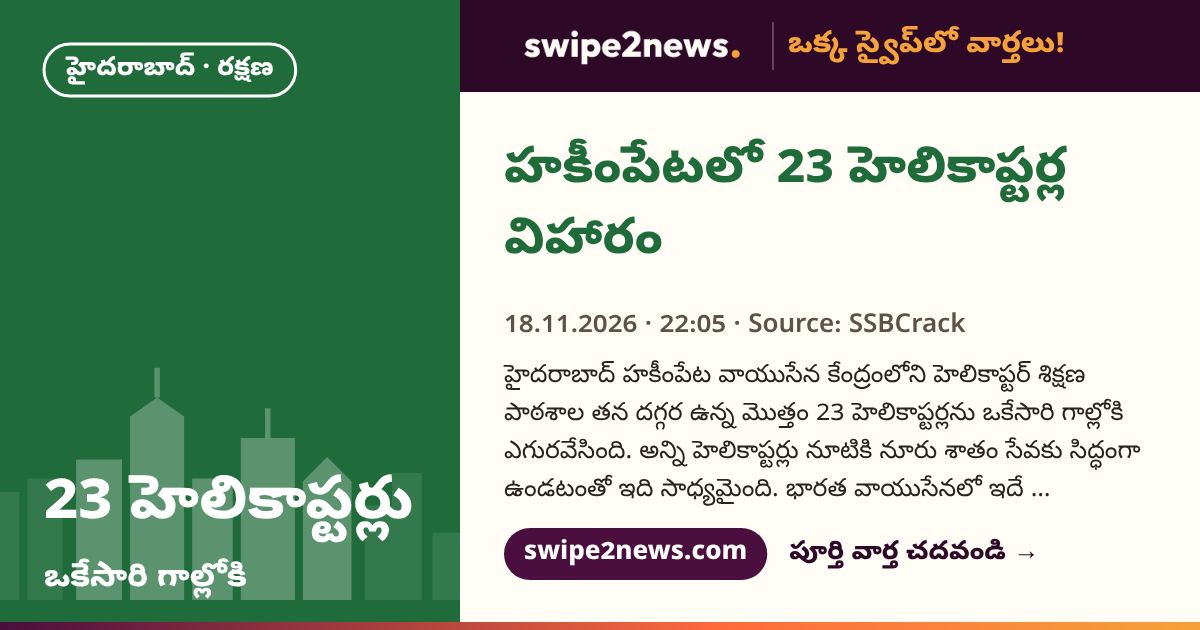 హైదరాబాద్ · రక్షణ
23 హెలికాప్టర్లు
ఒకేసారి గాల్లోకి
swipe2news.
ఒక్క స్వైప్‌లో వార్తలు!
హకీంపేటలో 23 హెలికాప్టర్ల
విహారం
18.11.2026 · 22:05 · Source: SSBCrack
హైదరాబాద్ హకీంపేట వాయుసేన కేంద్రంలోని హెలికాప్టర్ శిక్షణ
పాఠశాల తన దగ్గర ఉన్న మొత్తం 23 హెలికాప్టర్లను ఒకేసారి గాల్లోకి
ఎగురవేసింది. అన్ని హెలికాప్టర్లు నూటికి నూరు శాతం సేవకు సిద్ధంగా
ఉండటంతో ఇది సాధ్యమైంది. భారత వాయుసేనలో ఇదే ...
swipe2news.com
పూర్తి వార్త చదవండి →